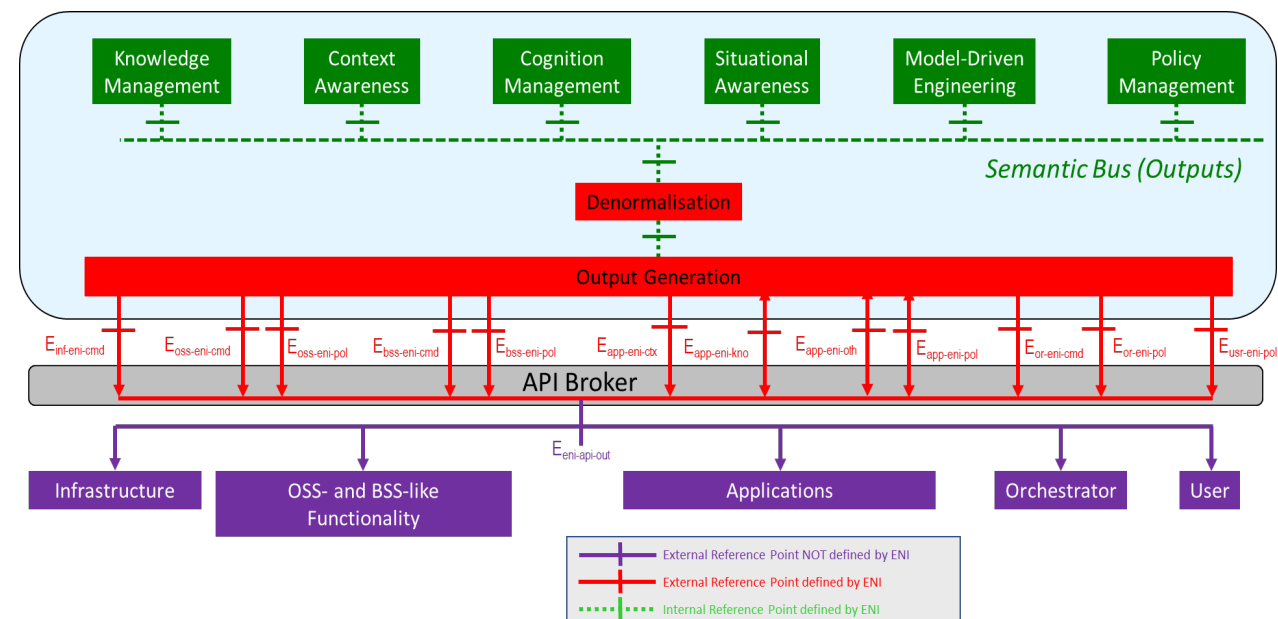 Knowledge
Management
Context
Awareness
Cognition
Management
Situational
Awareness
Model-Driven
Engineering
Policy
Management
Semantic Bus (Outputs)
Denormalisation
Output Generation
Einf-eni-cmd
Eoss-eni-cmd
Eoss-eni-pol
Ebss-eni-cmd
Ebss-eni-pol
Eapp-eni-ctx
Eapp-eni-kno
Eapp-eni-oth
Eapp-eni-pol
Eor-eni-cmd
Eor-eni-pol
Eusr-eni-pol
API Broker
Eeni-api-out
Infrastructure
OSS- and BSS-like
Functionality
Applications
Orchestrator
User
External Reference Point NOT defined by ENI
External Reference Point defined by ENI
Internal Reference Point defined by ENI